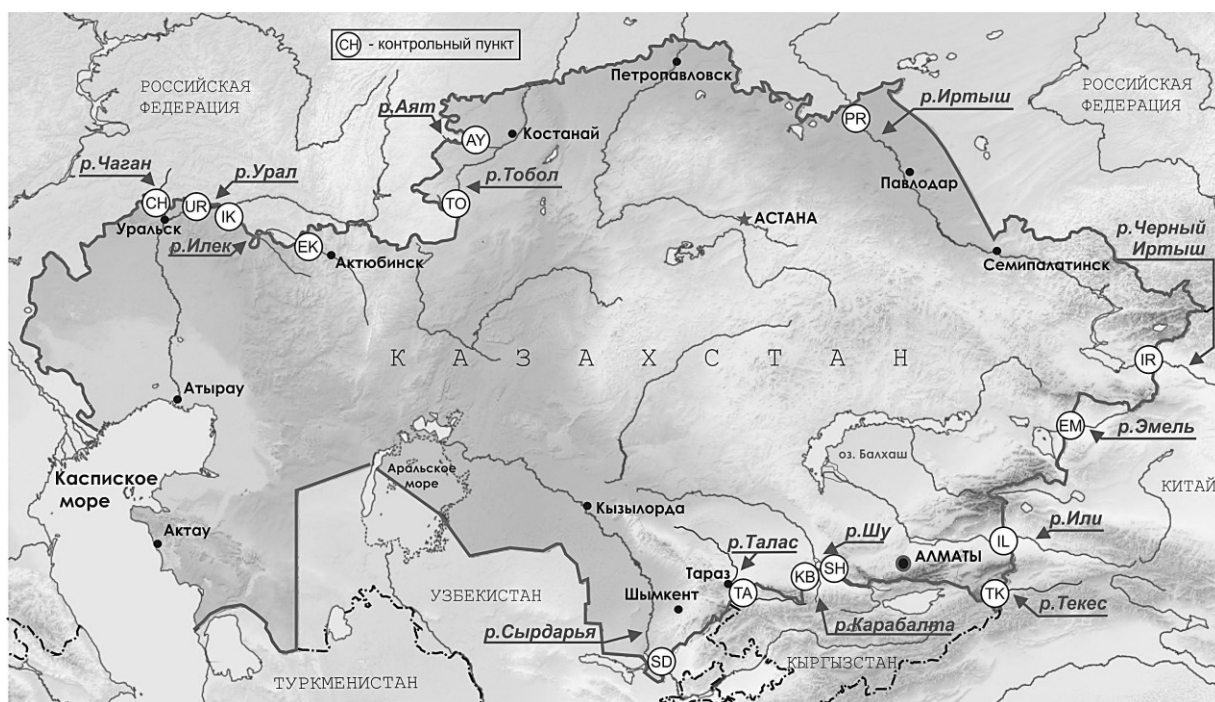 CH - контрольный пункт
РОССИЙСКАЯ
ФЕДЕРАЦИЯ
Петропавловск
РОССИЙСКАЯ
ФЕДЕРАЦИЯ
р.Аят
AY
Костанай
PR
р.Иртыш
р.Чаган
р.Урал
р.Тобол
Павлодар
CH
UR
IK
TO
Уральск
АСТАНА
р.Илек
EK
Актюбинск
Семипалатинск
р.Черный
Иртыш
КАЗАХСТАН
IR
Атырау
EM
р.Эмель
оз. Балхаш
Каспиское
море
Аральское
море
КИТАЙ
Кызылорда
Актау
р.Или
р.Шу
IL
р.Талас
АЛМАТЫ
SH
KB
Тараз
TA
TK
УЗБЕКИСТАН
Шымкент
р.Текес
р.Сырдарья
р.Карабалта
SD
КЫРГЫЗСТАН
ТУРКМЕНИСТАН